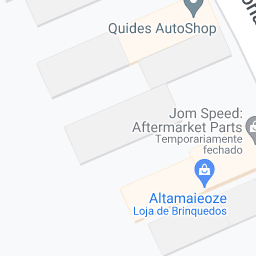 Quides AutoShop
Jom Speed:
Aftermarket Parts
Temporariamente
fechado
Altamaieoze
Loja de Brinquedos